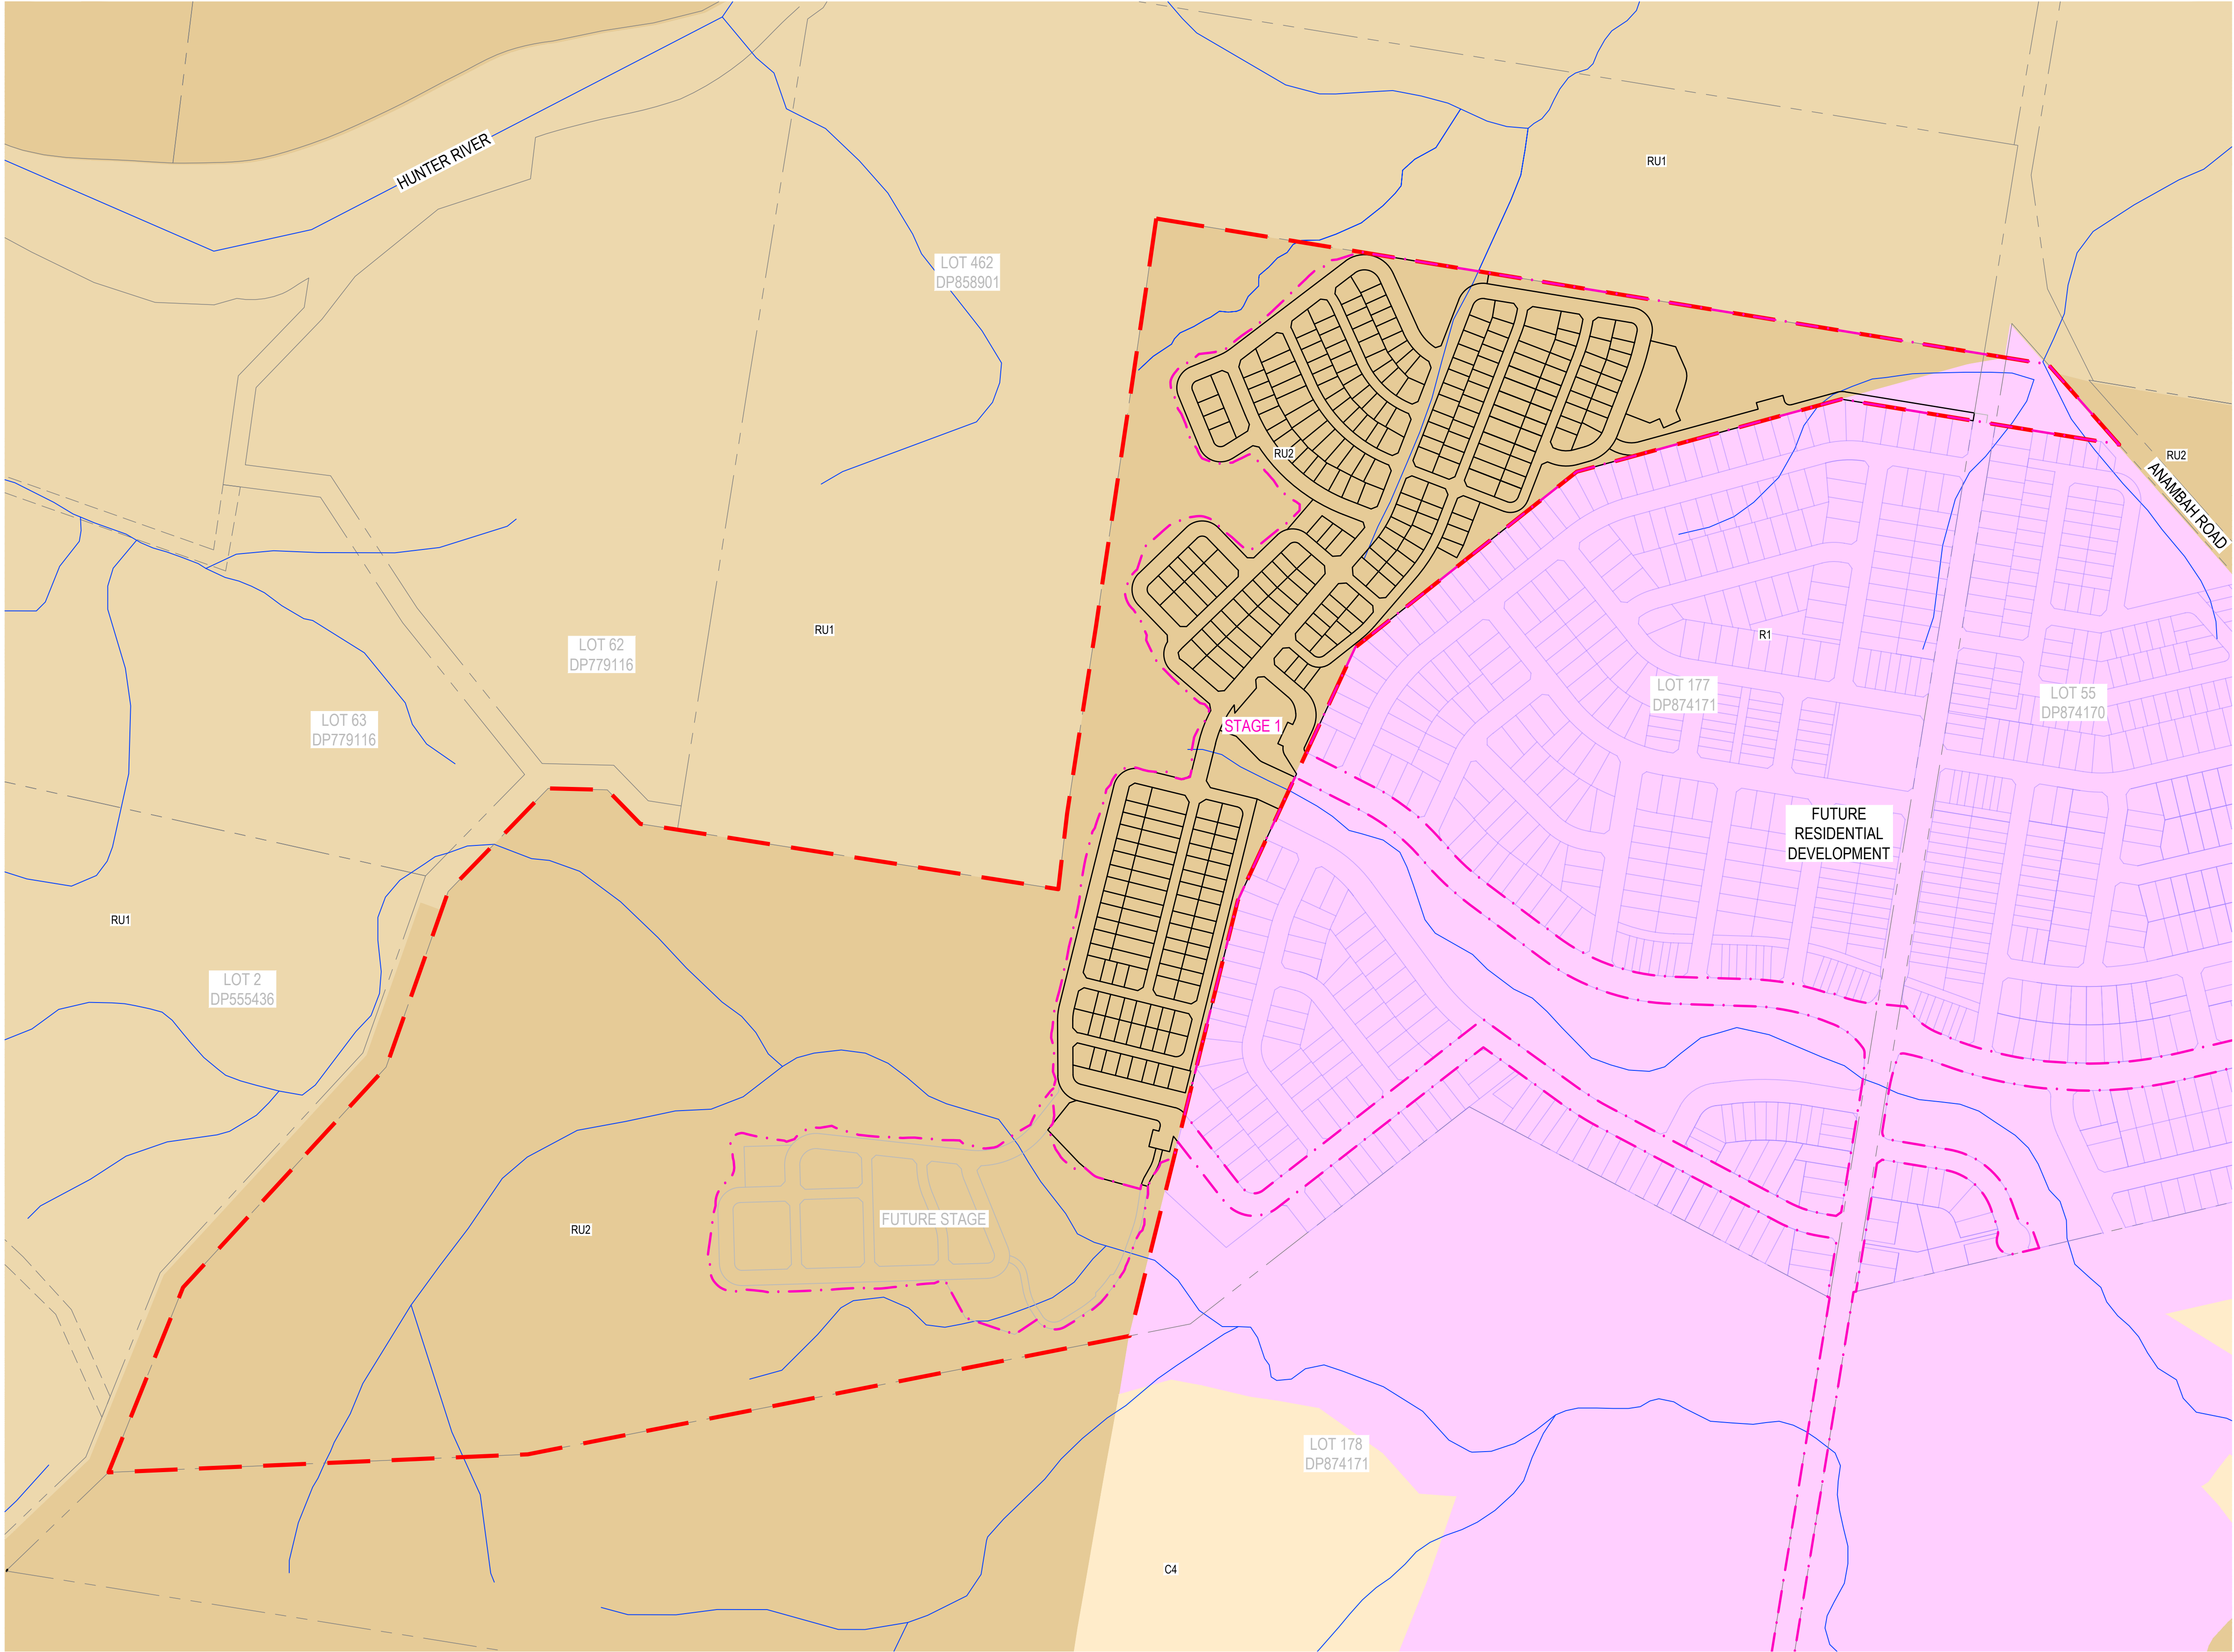 HUNTER RIVER
RU1
LOT 462
DP858901
RU2
RU2
ANAMBAH ROAD
RU1
R1
LOT 62
DP779116
LOT 177
DP874171
LOT 55
DP874170
LOT 63
DP779116
STAGE 1
FUTURE
RESIDENTIAL
DEVELOPMENT
RU1
LOT 2
DP555436
FUTURE STAGE
RU2
LOT 178
DP874171
C4